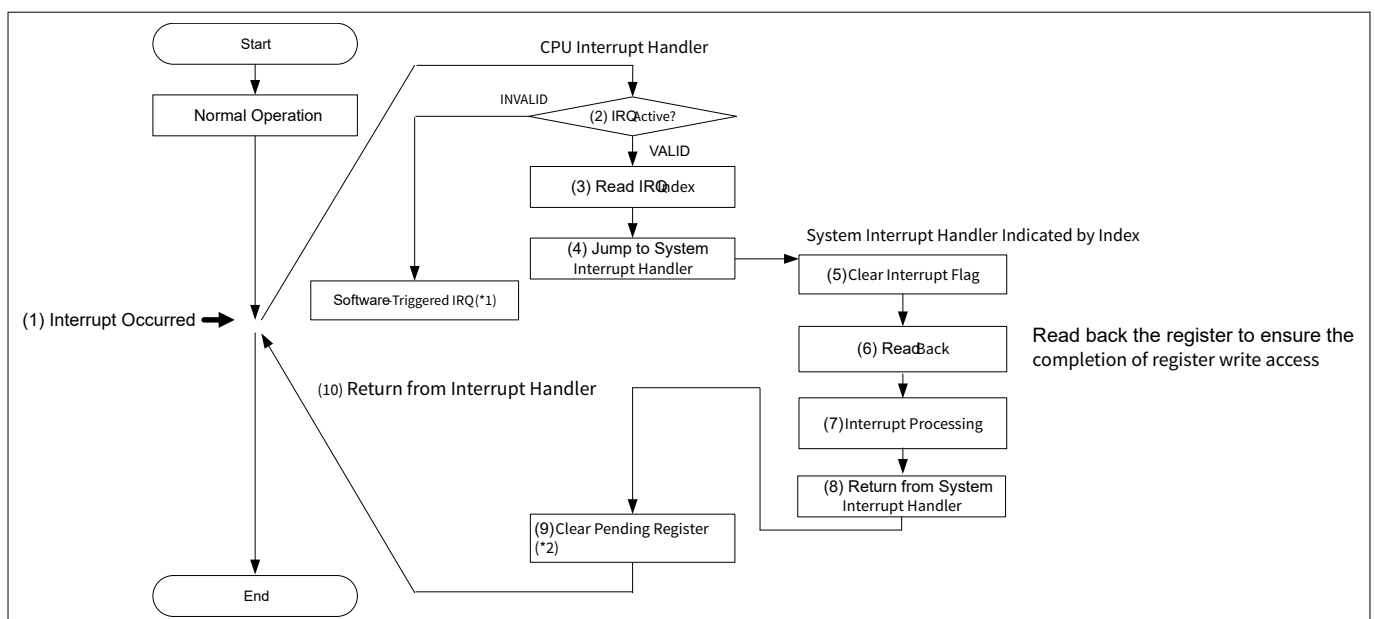 Start
Normal Operation
(1) Interrupt Occurred
CPU Interrupt Handler
INVALID
(2) IRQ Active?
VALID
(3) Read IRQ Index
(4) Jump to System
Interrupt Handler
Software-Triggered IRQ (*1)
System Interrupt Handler Indicated by Index
(5) Clear Interrupt Flag
(6) Read Back
Read back the register to ensure the
completion of register write access
(7) Interrupt Processing
(8) Return from System
Interrupt Handler
(9) Clear Pending Register
(*2)
(10) Return from Interrupt Handler
End